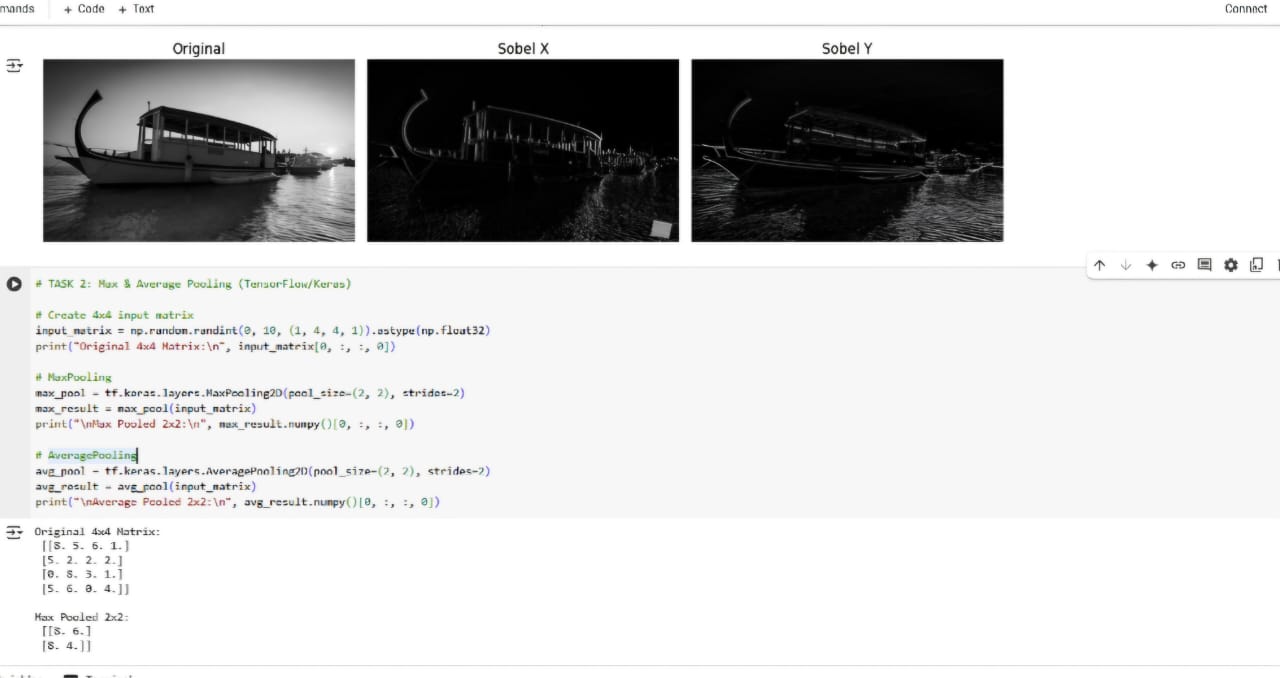 mands + Code + Text Connect
Original Sobel X Sobel Y
# TASK 2: Max & Average Pooling (TensorFlow/Keras)
# Create 4x4 input matrix
input_matrix = np.random.randint(0, 10, (1, 4, 4, 1)).astype(np.float32)
print("Original 4x4 Matrix:\n", input_matrix[0, :, :, 0])
# MaxPooling
max_pool = tf.keras.layers.MaxPooling2D(pool_size=(2, 2), strides=2)
max_result = max_pool(input_matrix)
print("\nMax Pooled 2x2:\n", max_result.numpy()[0, :, :, 0])
# AveragePooling
avg_pool = tf.keras.layers.AveragePooling2D(pool_size=(2, 2), strides=2)
avg_result = avg_pool(input_matrix)
print("\nAverage Pooled 2x2:\n", avg_result.numpy()[0, :, :, 0])
Original 4x4 Matrix:
[[8. 5. 6. 1.]
[5. 2. 2. 2.]
[0. 8. 3. 1.]
[5. 6. 0. 4.]]
Max Pooled 2x2:
[[8. 6.]
[8. 4.]]